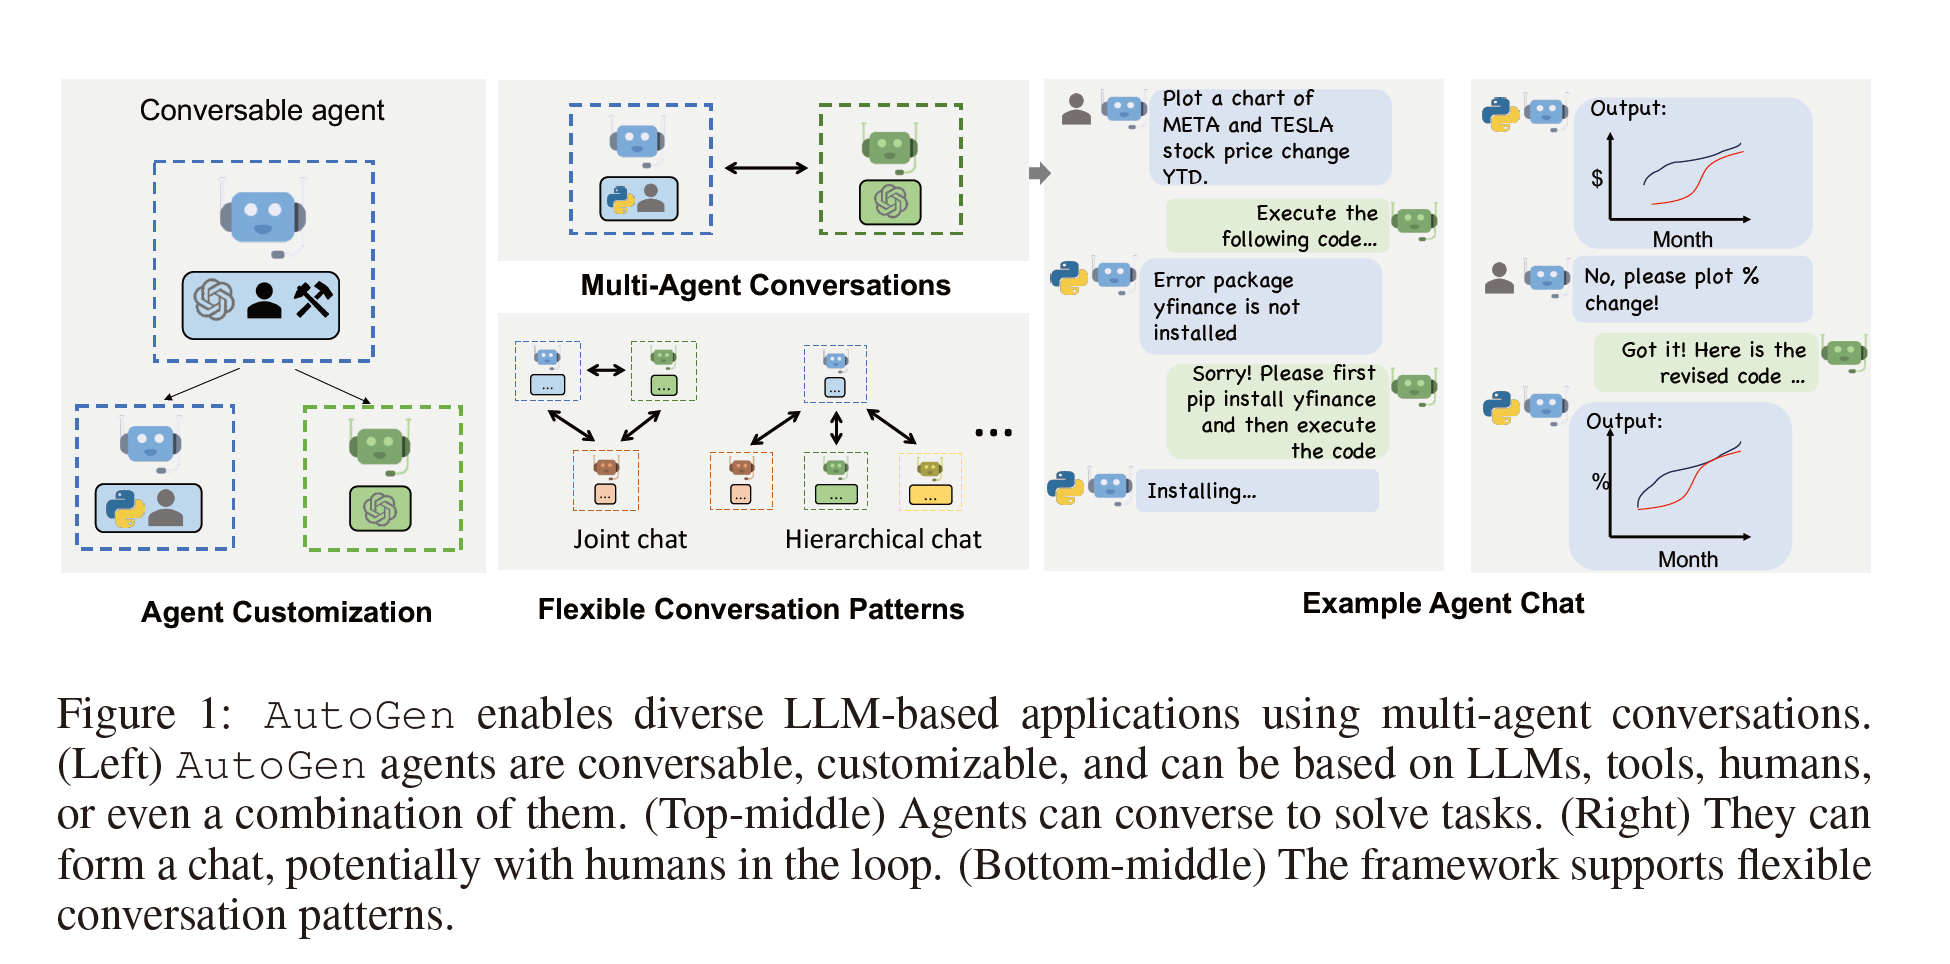 Conversable agent
Agent Customization
Multi-Agent Conversations
...
...
...
...
...
...
...
...
Joint chat
Hierarchical chat
Flexible Conversation Patterns
Plot a chart of
META and TESLA
stock price change
YTD.
Execute the
following code…
Error package
yfinance is not
installed
Sorry! Please first
pip install yfinance
and then execute
the code
Installing…
Output:
$
Month
No, please plot %
change!
Got it! Here is the
revised code …
Output:
%
Month
Example Agent Chat
Figure 1: AutoGen enables diverse LLM-based applications using multi-agent conversations.
(Left) AutoGen agents are conversable, customizable, and can be based on LLMs, tools, humans,
or even a combination of them. (Top-middle) Agents can converse to solve tasks. (Right) They can
form a chat, potentially with humans in the loop. (Bottom-middle) The framework supports flexible
conversation patterns.